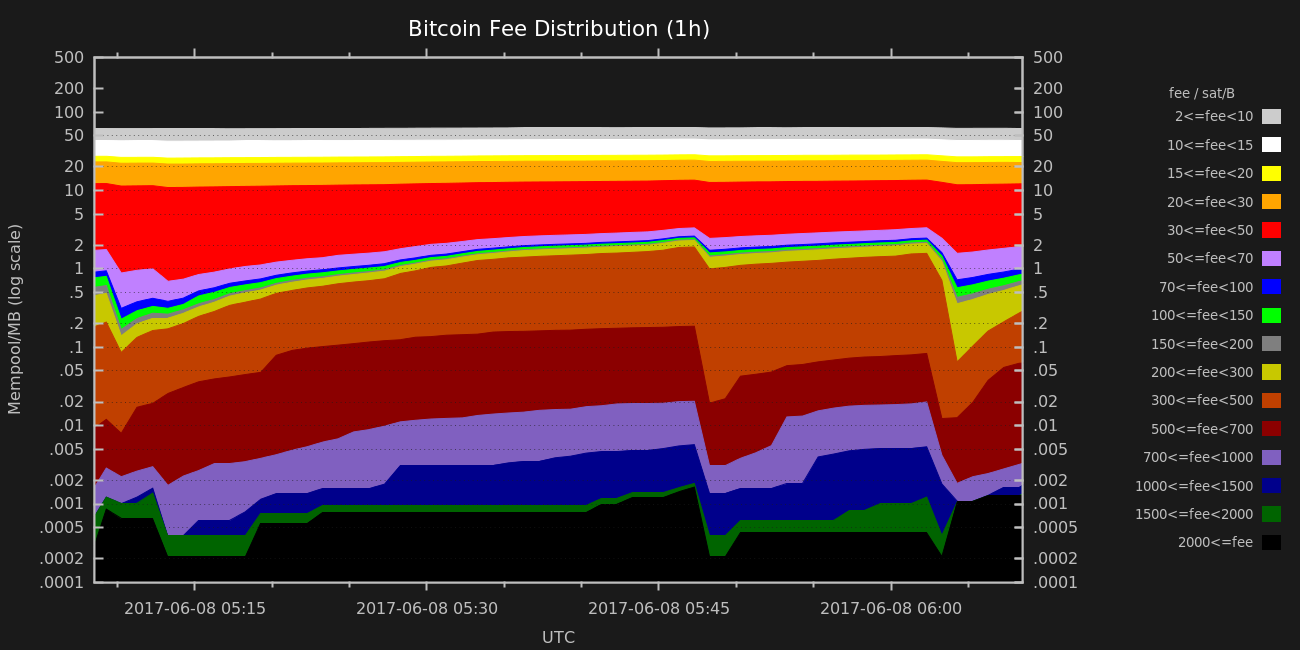 Bitcoin Fee Distribution (1h)
500
200
100
50
20
10
5
2
1
.5
.2
.1
.05
.02
.01
.005
.002
.001
.0005
.0002
.0001
Mempool/MB (log scale)
500
200
100
50
20
10
5
2
1
.5
.2
.1
.05
.02
.01
.005
.002
.001
.0005
.0002
.0001
2017-06-08 05:15
2017-06-08 05:30
2017-06-08 05:45
2017-06-08 06:00
UTC
fee / sat/B
2<=fee<10
10<=fee<15
15<=fee<20
20<=fee<30
30<=fee<50
50<=fee<70
70<=fee<100
100<=fee<150
150<=fee<200
200<=fee<300
300<=fee<500
500<=fee<700
700<=fee<1000
1000<=fee<1500
1500<=fee<2000
2000<=fee